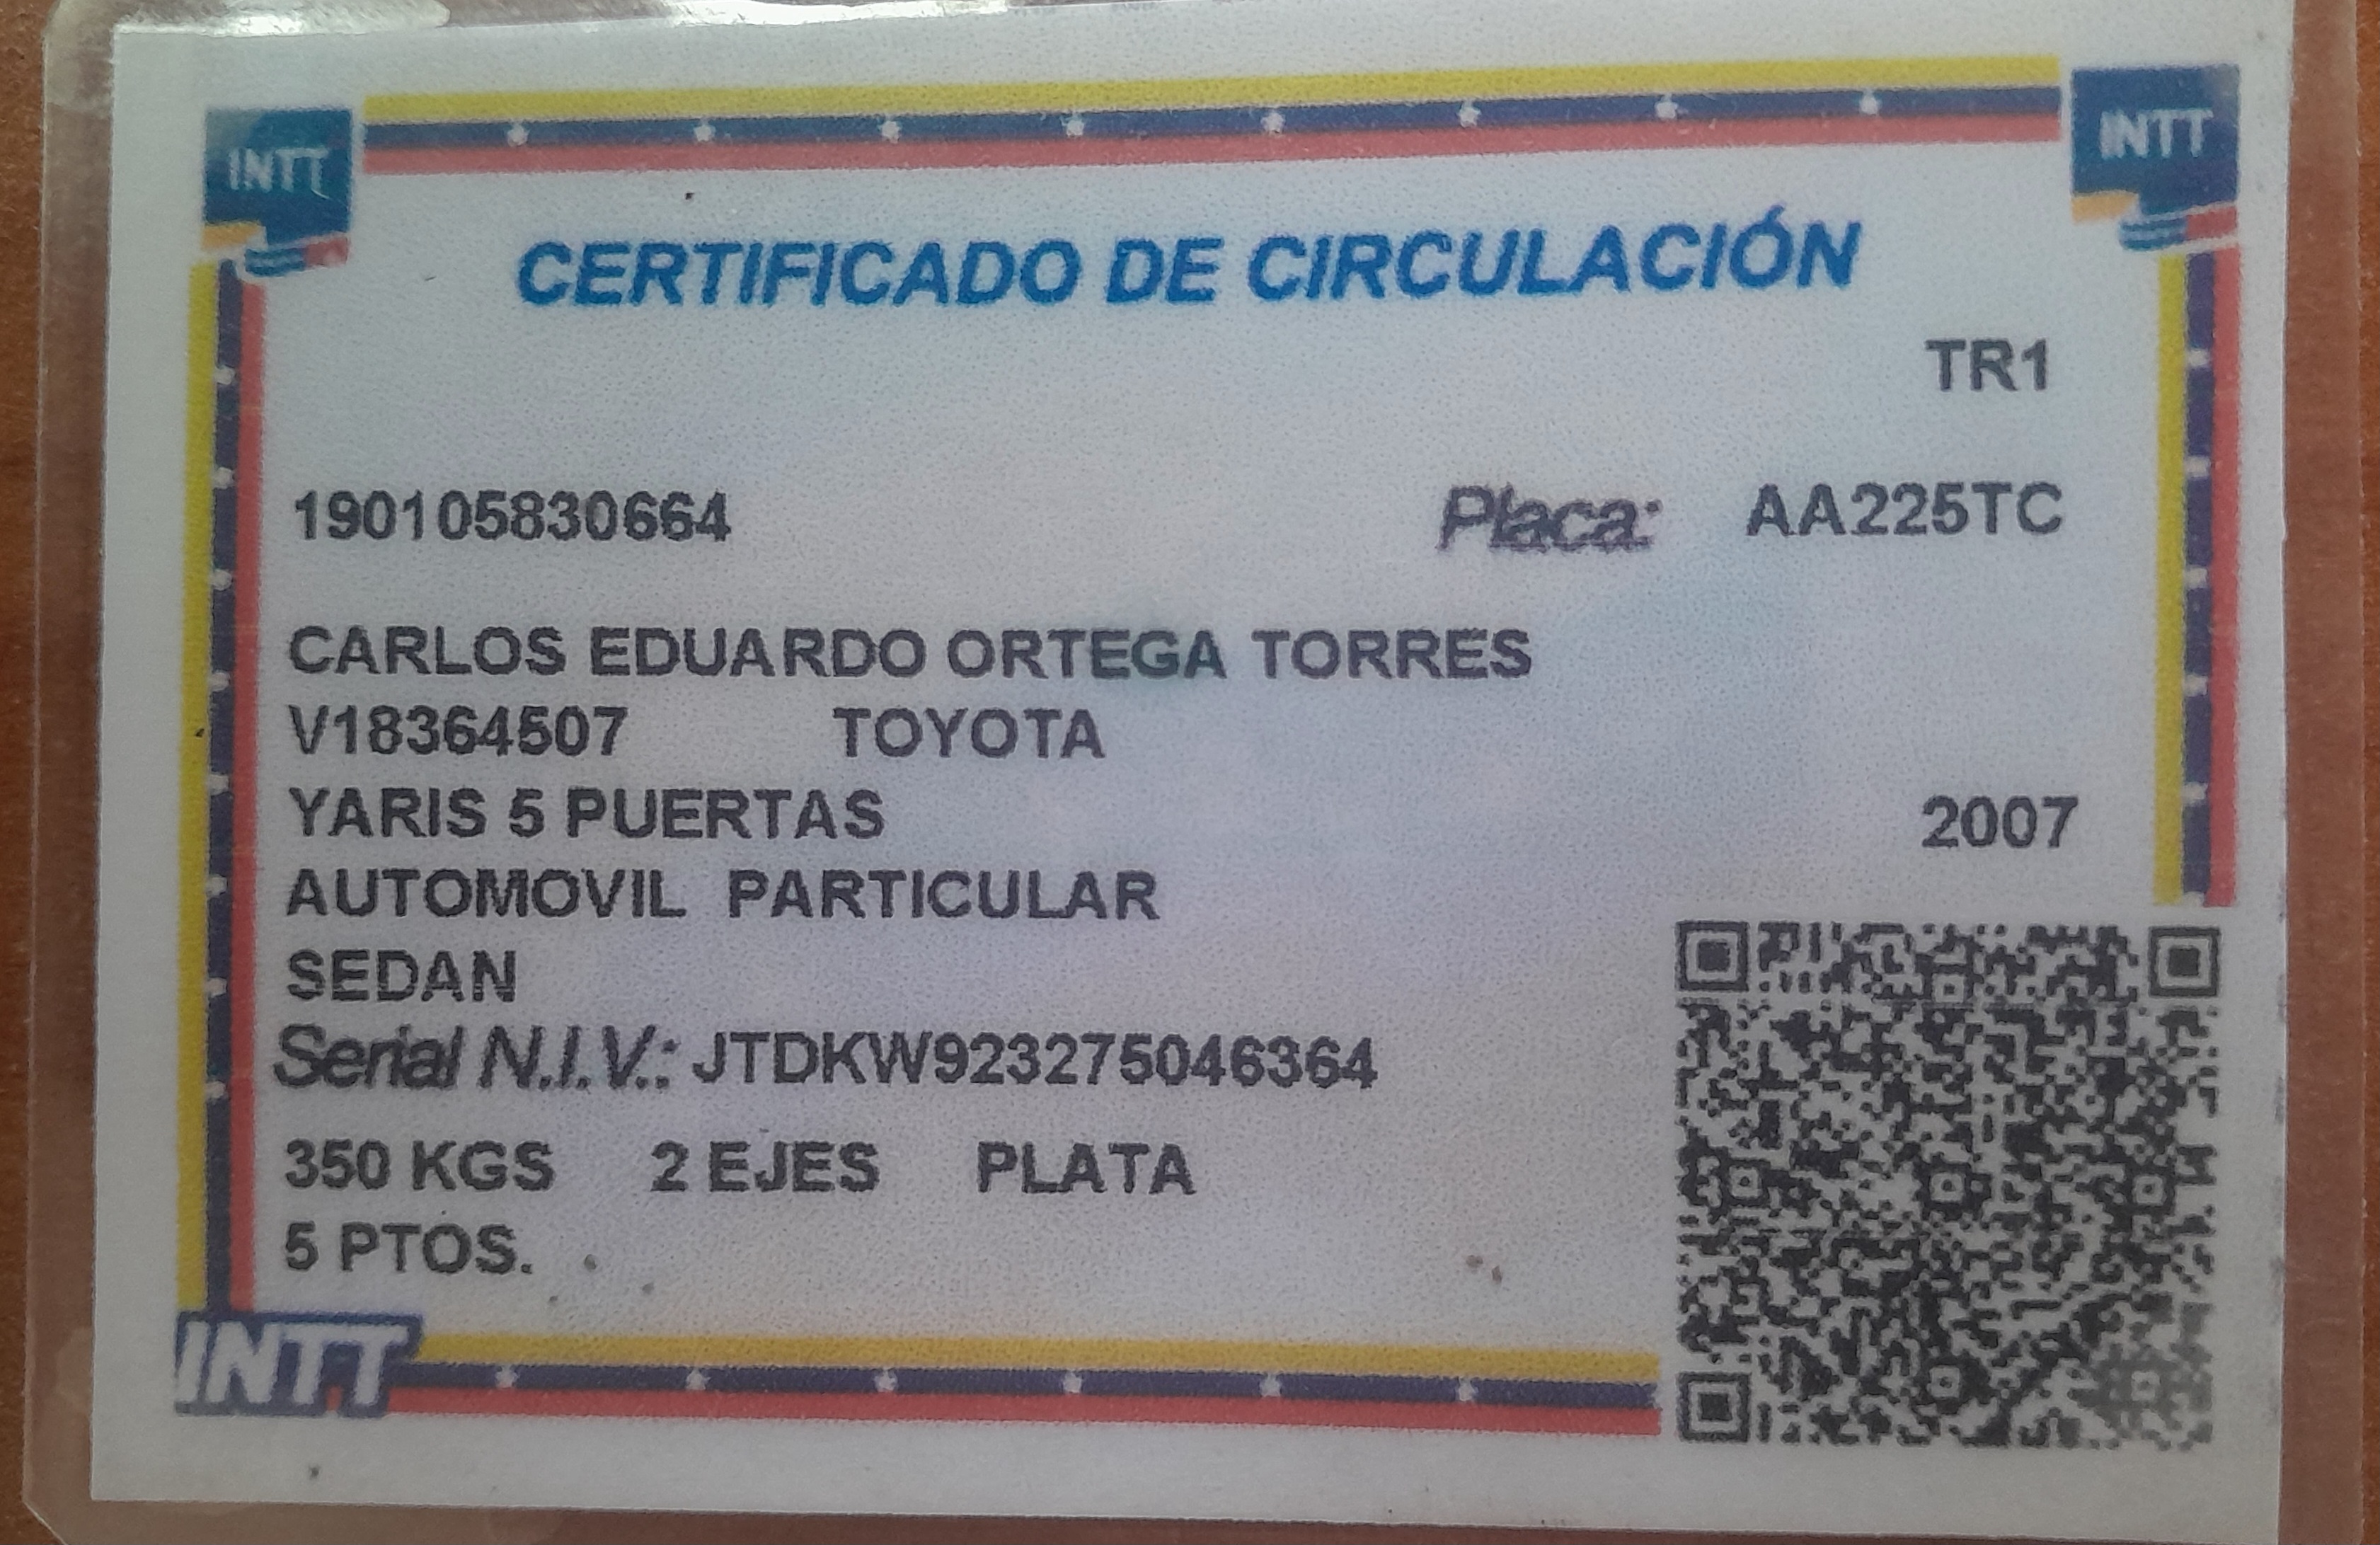 INTT
INTT
CERTIFICADO DE CIRCULACIÓN
TR1
190105830664 Placa: AA225TC
CARLOS EDUARDO ORTEGA TORRES
V18364507 TOYOTA
YARIS 5 PUERTAS 2007
AUTOMOVIL PARTICULAR
SEDAN
Serial N.I.V.: JTDKW923275046364
350 KGS 2 EJES PLATA
5 PTOS.
INTT